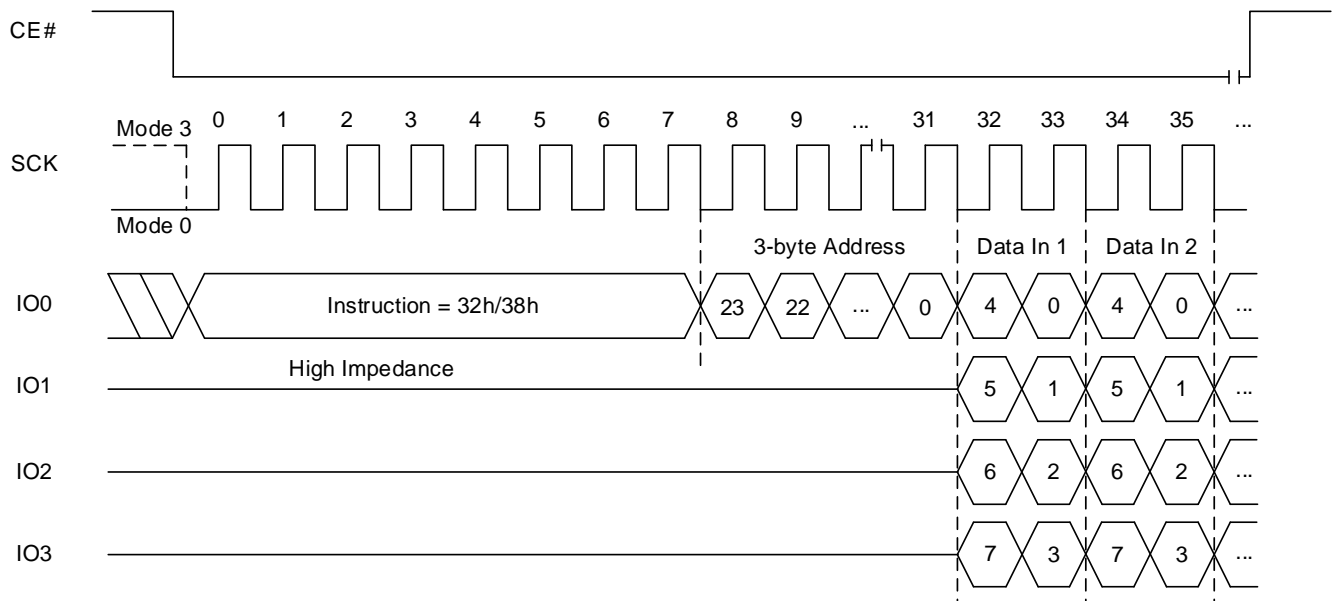 CE#
Mode 3 0 1 2 3 4 5 6 7 8 9 ... 31 32 33 34 35 ...
SCK
Mode 0
3-byte Address Data In 1 Data In 2
IO0 Instruction = 32h/38h 23 22 ... 0 4 0 4 0 ...
High Impedance
IO1 5 1 5 1 ...
IO2 6 2 6 2 ...
IO3 7 3 7 3 ...